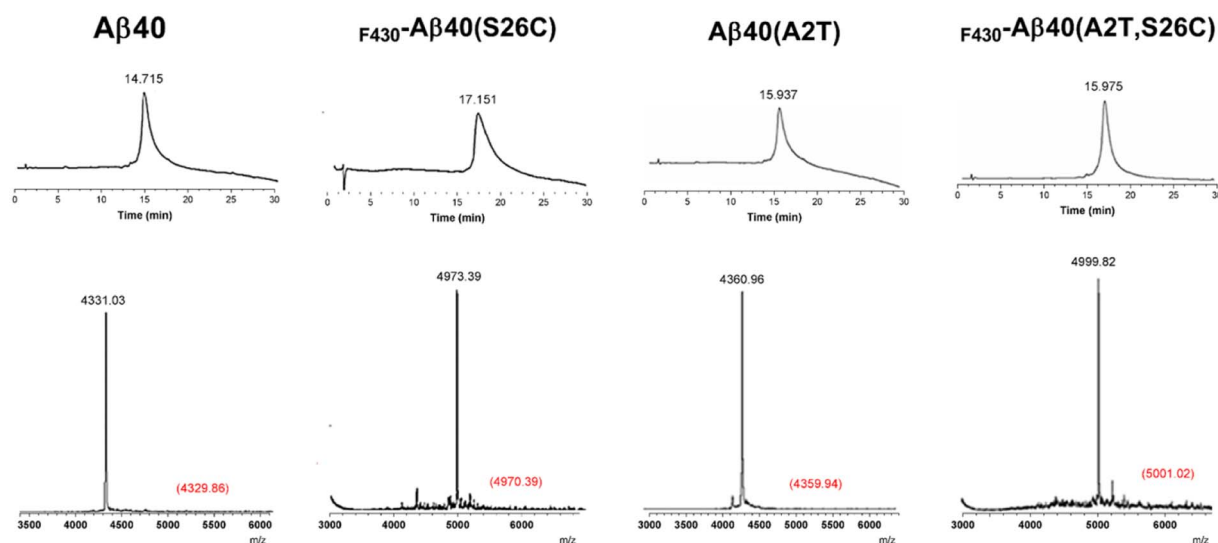 Aβ40
F430-Aβ40(S26C)
Aβ40(A2T)
F430-Aβ40(A2T,S26C)
14.715
17.151
15.937
15.975
0 5 10 15 20 25 30
0 5 10 15 20 25 30
0 5 10 15 20 25 30
0 5 10 15 20 25 30
Time (min)
Time (min)
Time (min)
Time (min)
4331.03
4973.39
4360.96
4999.82
(4329.86)
(4970.39)
(4359.94)
(5001.02)
3500 4000 4500 5000 5500 6000
3000 4000 5000 6000
3000 3500 4000 4500 5000 5500 6000
3000 4000 5000 6000
m/z
m/z
m/z
m/z